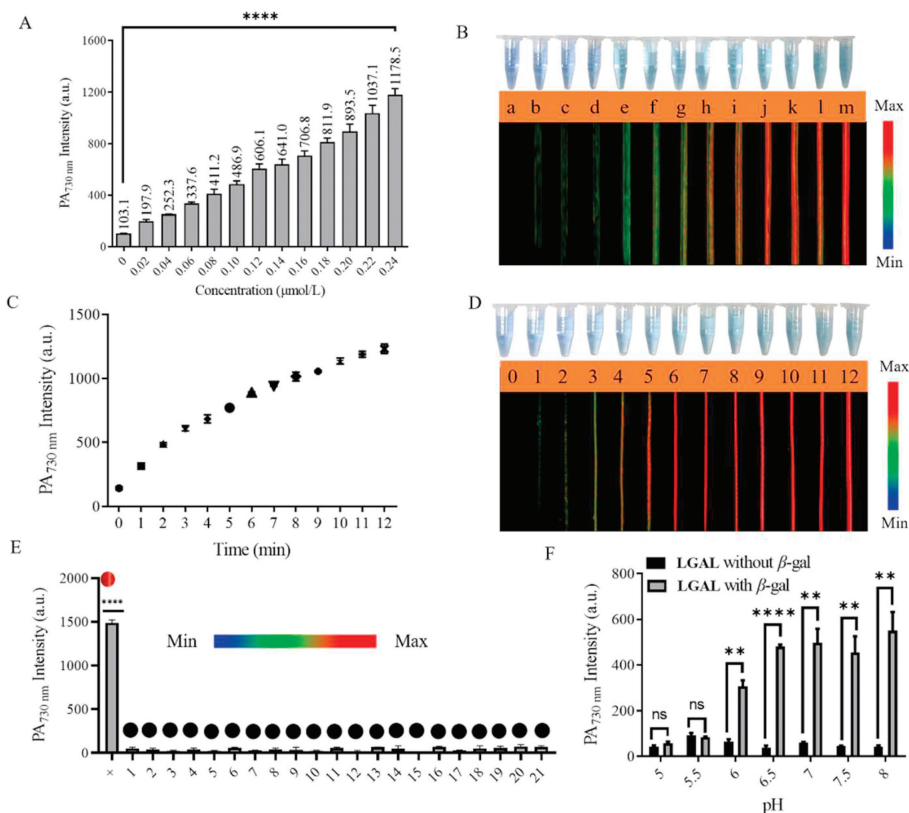 A
****
PA730 nm Intensity (a.u.)
1600
1200
800
400
0
103.1
197.9
252.3
337.6
411.2
486.9
606.1
641.0
706.8
811.9
893.5
1037.1
1178.5
0 0.02 0.04 0.06 0.08 0.10 0.12 0.14 0.16 0.18 0.20 0.22 0.24
Concentration (μmol/L)
B
a b c d e f g h i j k l m
Max
Min
C
PA730 nm Intensity (a.u.)
1500
1000
500
0
0 1 2 3 4 5 6 7 8 9 10 11 12
Time (min)
D
0 1 2 3 4 5 6 7 8 9 10 11 12
Max
Min
E
PA730 nm Intensity (a.u.)
2000
1500
1000
500
0
****
Min Max
+ 1 2 3 4 5 6 7 8 9 10 11 12 13 14 15 16 17 18 19 20 21
F
LGAL without β-gal
LGAL with β-gal
PA730 nm Intensity (a.u.)
800
600
400
200
0
ns ns ** **** ** ** **
5 5.5 6 6.5 7 7.5 8
pH